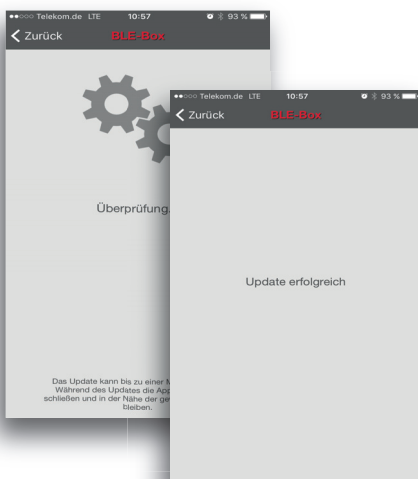 ●●○○○ Telekom.de LTE 10:57 93 %
Zurück BLE-Box
Überprüfung
Das Update kann bis zu einer
Während des Updates die
schließen und in der Nähe der
bleiben.
●●○○○ Telekom.de LTE 10:57 93 %
Zurück BLE-Box
Update erfolgreich